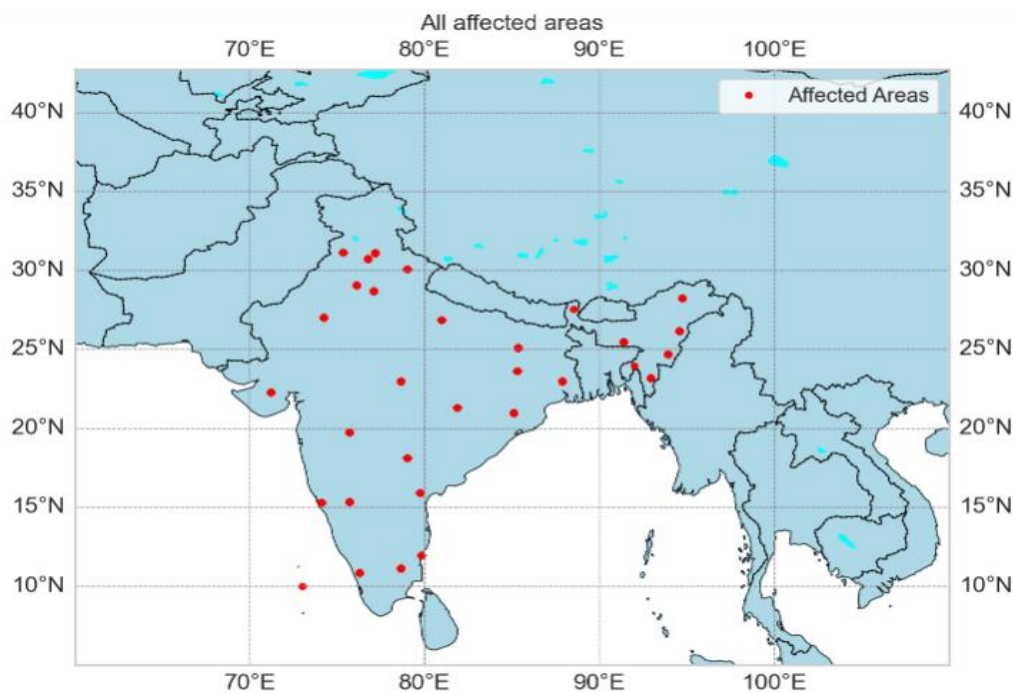 All affected areas
70°E 80°E 90°E 100°E
Affected Areas
40°N 40°N
35°N 35°N
30°N 30°N
25°N 25°N
20°N 20°N
15°N 15°N
10°N 10°N
70°E 80°E 90°E 100°E